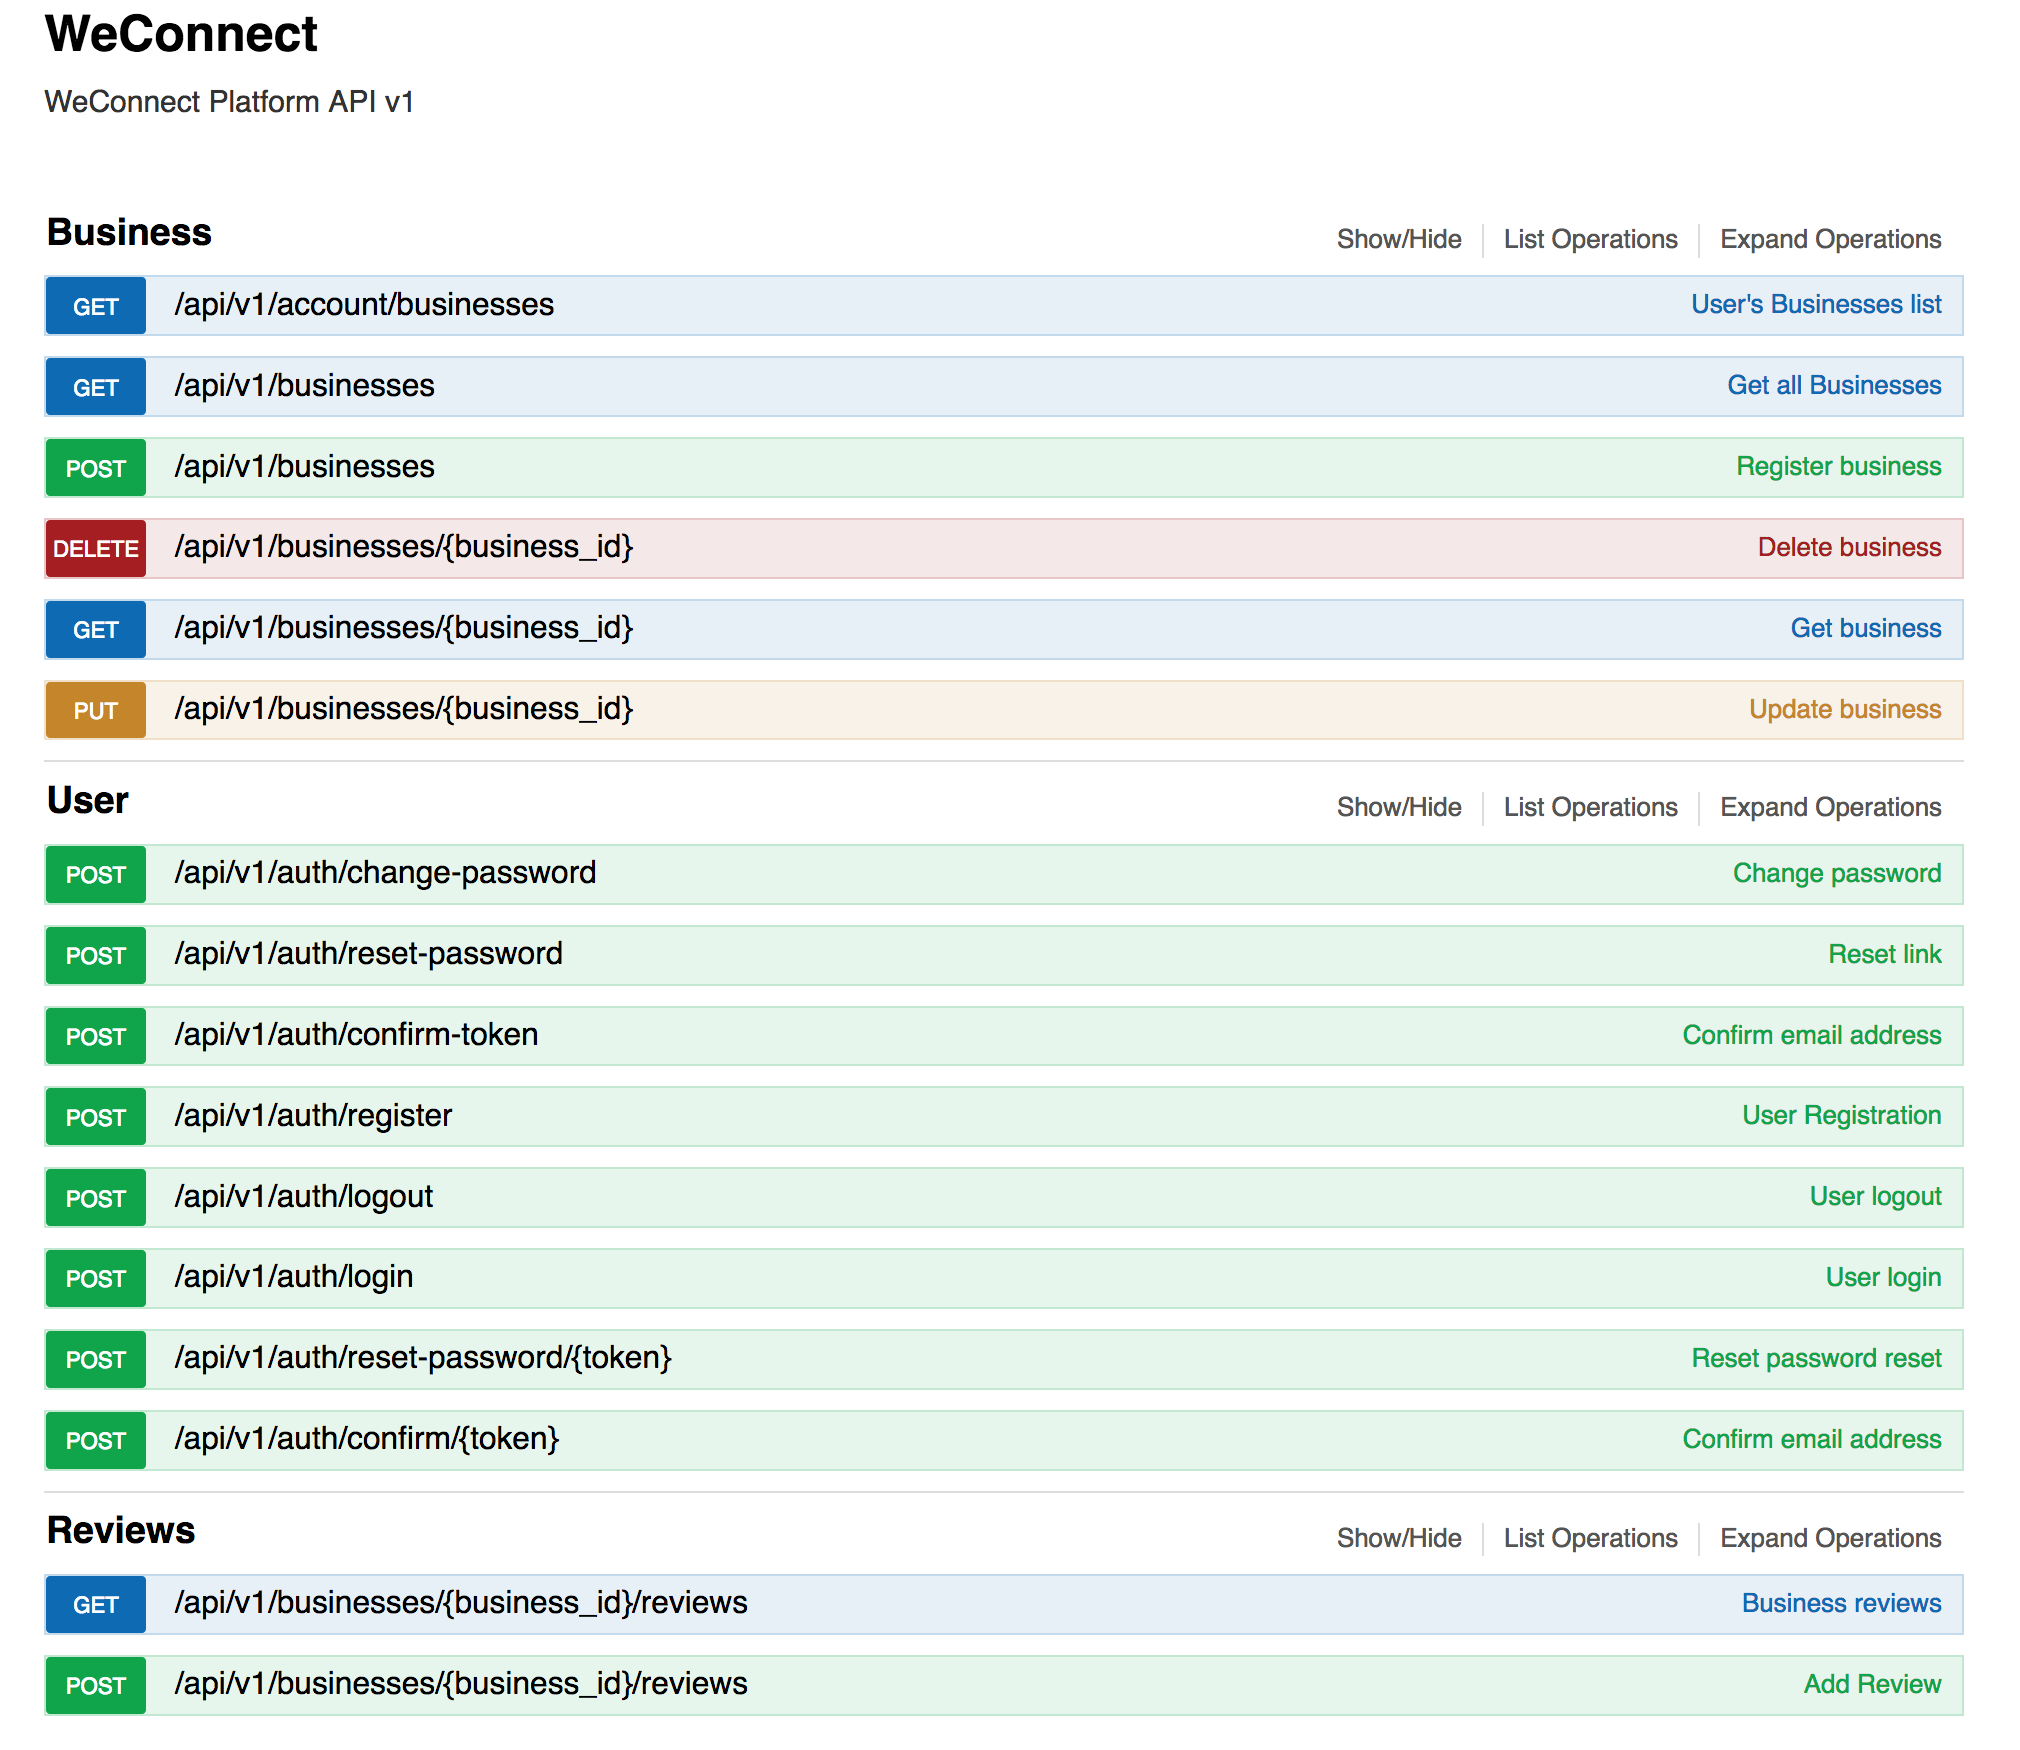 WeConnect
WeConnect Platform API v1
Business Show/Hide List Operations Expand Operations
GET /api/v1/account/businesses User's Businesses list
GET /api/v1/businesses Get all Businesses
POST /api/v1/businesses Register business
DELETE /api/v1/businesses/{business_id} Delete business
GET /api/v1/businesses/{business_id} Get business
PUT /api/v1/businesses/{business_id} Update business
User Show/Hide List Operations Expand Operations
POST /api/v1/auth/change-password Change password
POST /api/v1/auth/reset-password Reset link
POST /api/v1/auth/confirm-token Confirm email address
POST /api/v1/auth/register User Registration
POST /api/v1/auth/logout User logout
POST /api/v1/auth/login User login
POST /api/v1/auth/reset-password/{token} Reset password reset
POST /api/v1/auth/confirm/{token} Confirm email address
Reviews Show/Hide List Operations Expand Operations
GET /api/v1/businesses/{business_id}/reviews Business reviews
POST /api/v1/businesses/{business_id}/reviews Add Review